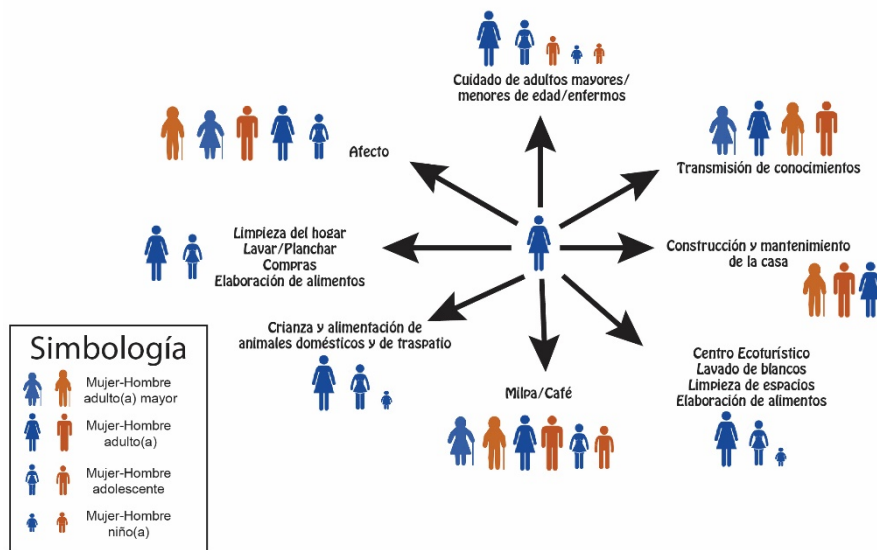 Cuidado de adultos mayores/
menores de edad/enfermos
Afecto
Transmisión de conocimientos
Limpieza del hogar
Lavar/Planchar
Compras
Elaboración de alimentos
Construcción y mantenimiento
de la casa
Crianza y alimentación de
animales domésticos y de traspatio
Milpa/Café
Centro Ecoturístico
Lavado de blancos
Limpieza de espacios
Elaboración de alimentos
Simbología
Mujer-Hombre
adulto(a) mayor
Mujer-Hombre
adulto(a)
Mujer-Hombre
adolescente
Mujer-Hombre
niño(a)